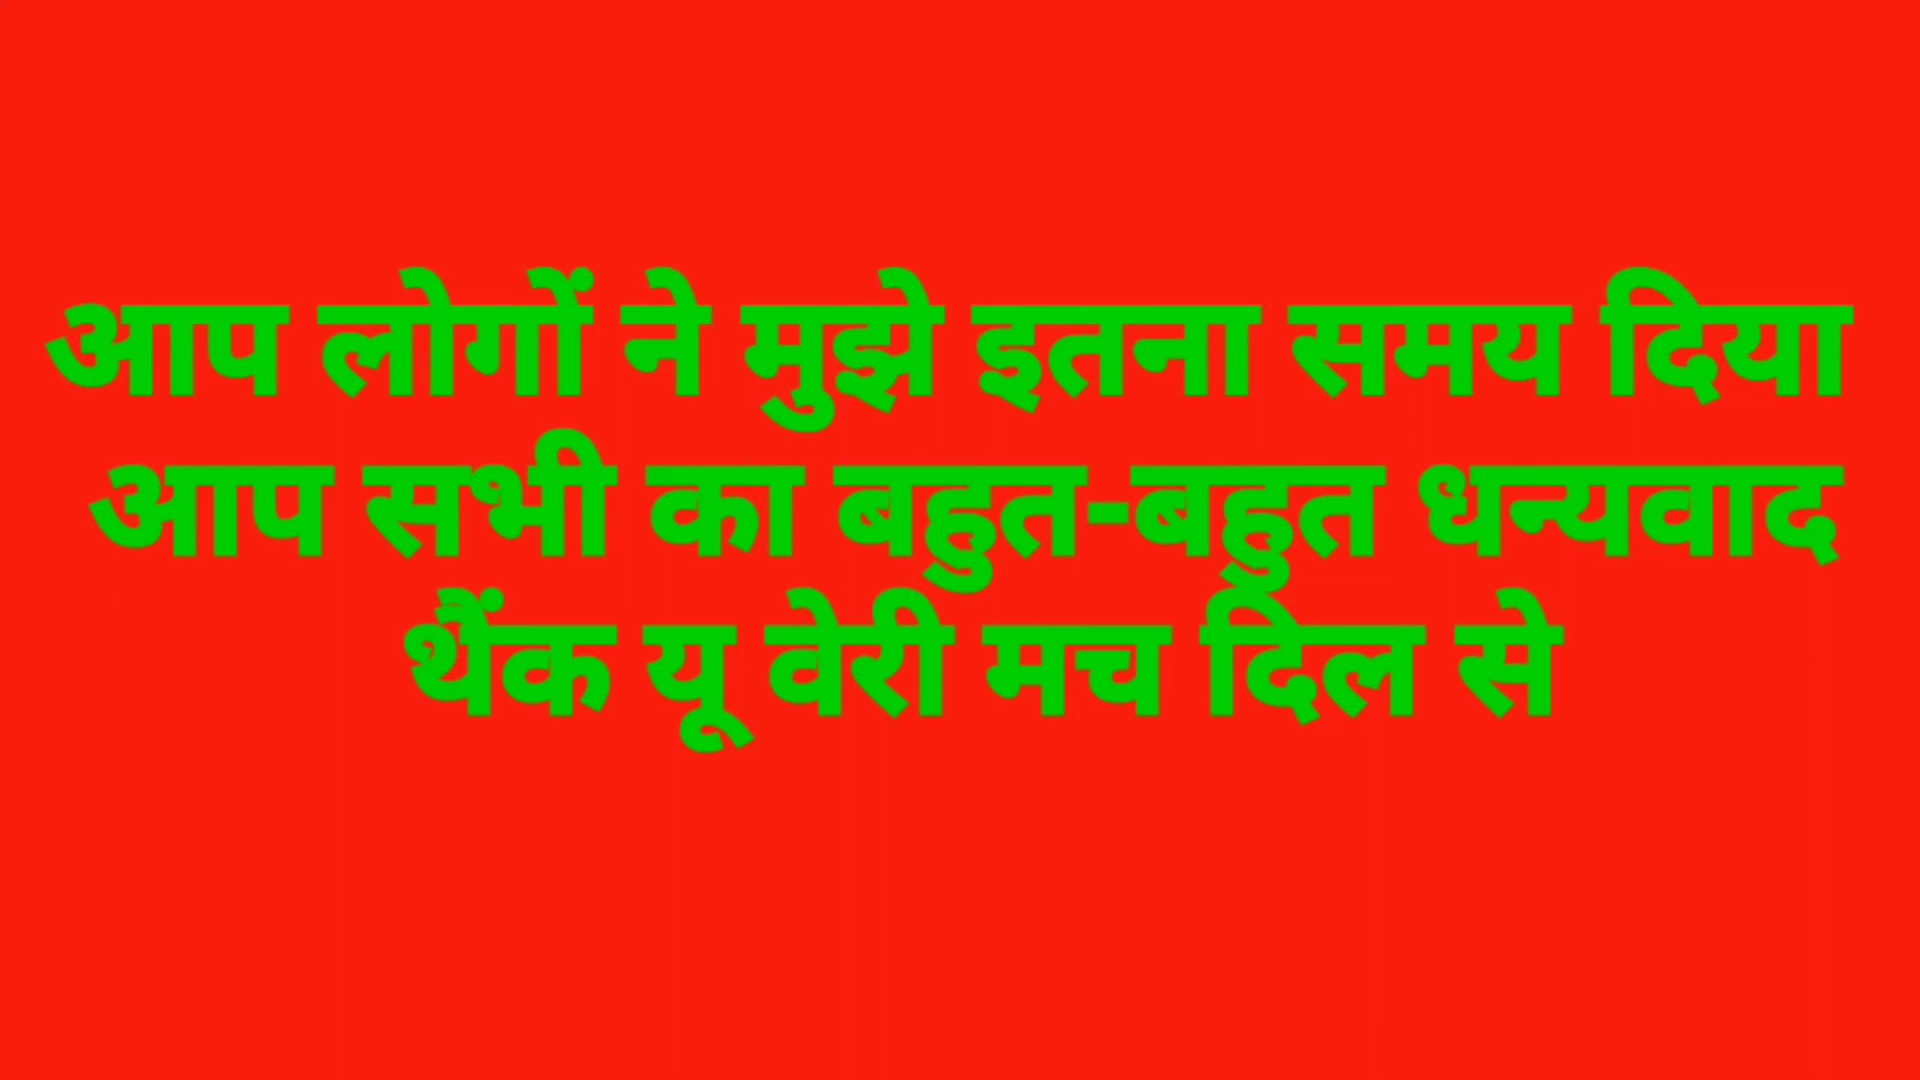 आप लोगों ने मुझे इतना समय दिया
आप सभी का बहुत-बहुत धन्यवाद
थैंक यू वेरी मच दिल से